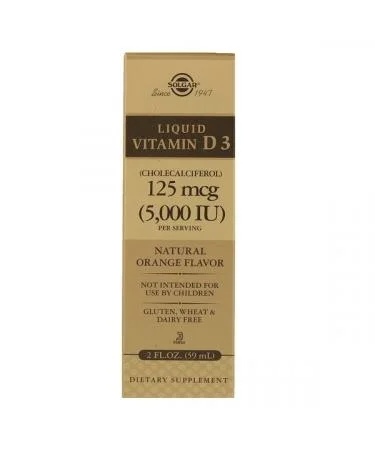 SOLGAR
Since 1947
LIQUID
VITAMIN D3
(CHOLECALCIFEROL)
125 mcg
(5,000 IU)
PER SERVING
NATURAL
ORANGE FLAVOR
NOT INTENDED FOR
USE BY CHILDREN
GLUTEN, WHEAT &
DAIRY FREE
2 FL.OZ. (59 mL)
DIETARY SUPPLEMENT